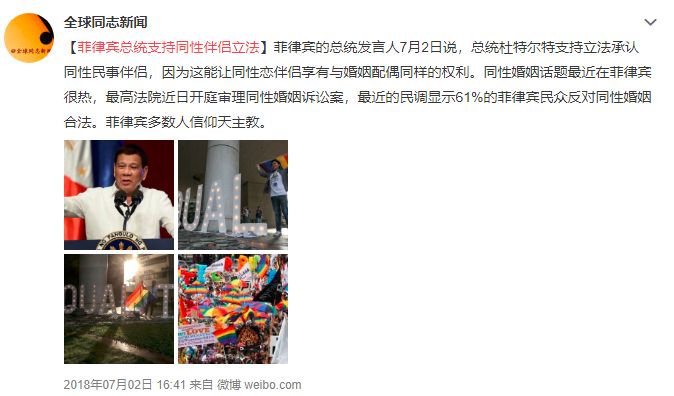 全球同志新闻
【菲律宾总统支持同性伴侣立法】菲律宾的总统发言人7月2日说，总统杜特尔特支持立法承认
同性民事伴侣，因为这能让同性恋伴侣享有与婚姻配偶同样的权利。同性婚姻话题最近在菲律宾
很热，最高法院近日开庭审理同性婚姻诉讼案，最近的民调显示61%的菲律宾民众反对同性婚姻
合法。菲律宾多数人信仰天主教。
UAL
QUALIT
LOVE
2018年07月02日 16:41 来自 微博 weibo.com